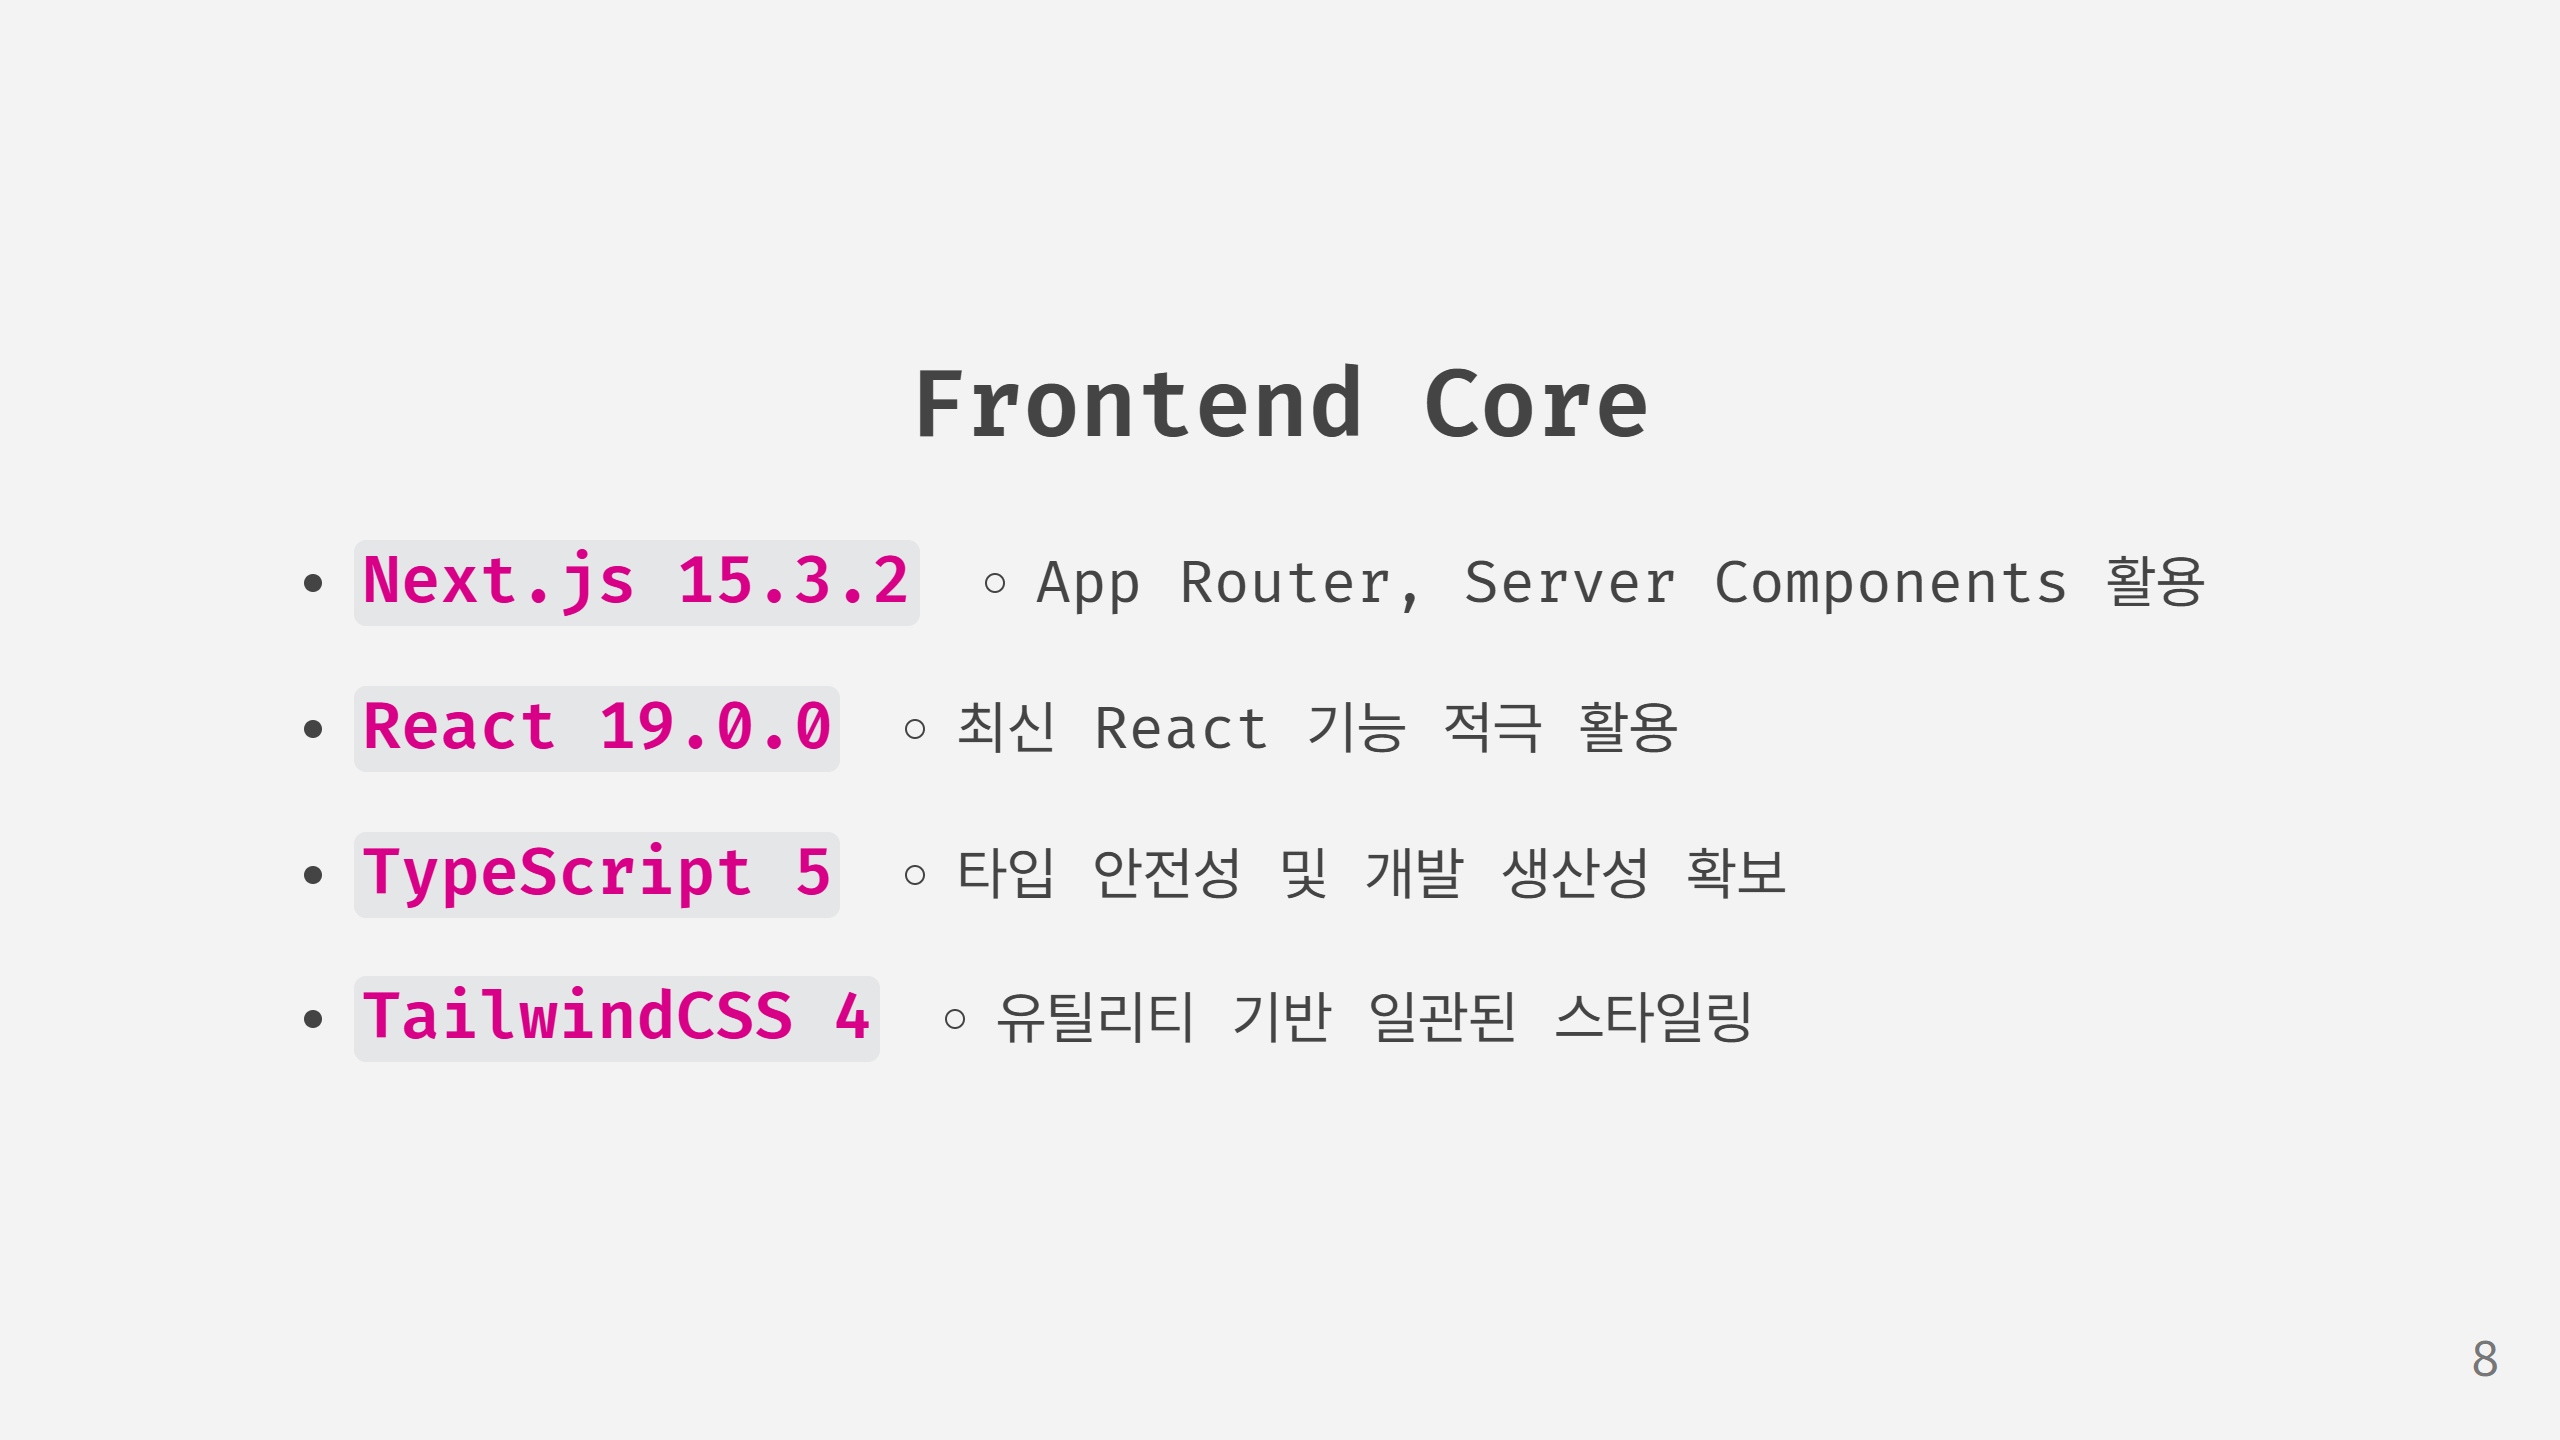 Frontend Core
• Next.js 15.3.2 ○ App Router, Server Components 활용
• React 19.0.0 ○ 최신 React 기능 적극 활용
• TypeScript 5 ○ 타입 안전성 및 개발 생산성 확보
• TailwindCSS 4 ○ 유틸리티 기반 일관된 스타일링
8